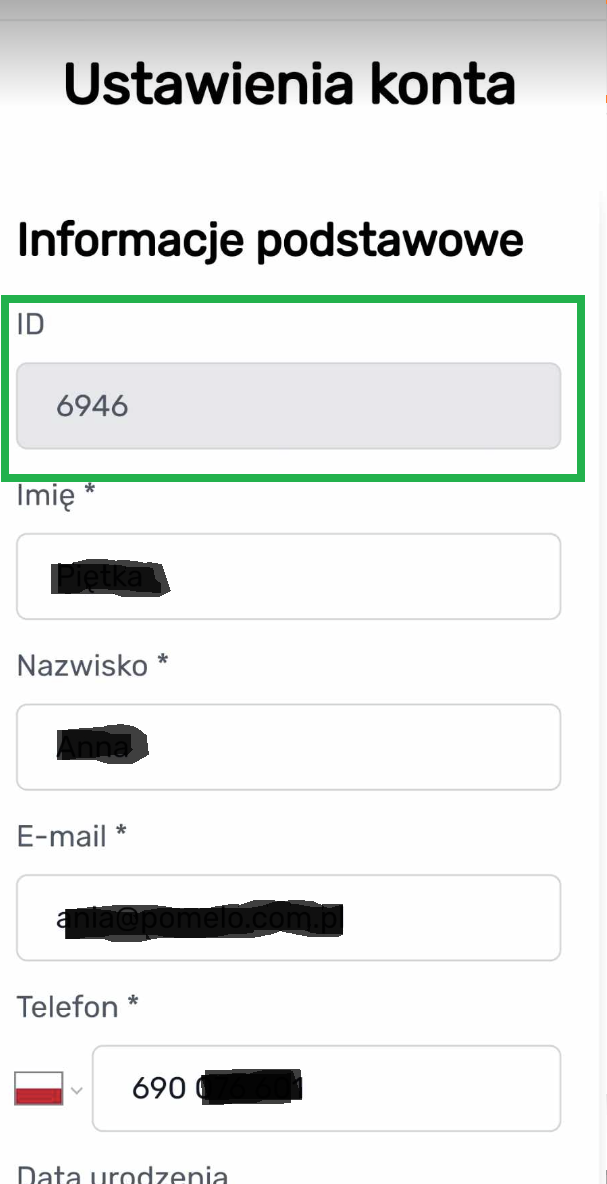 Ustawienia konta
Informacje podstawowe
ID
6946
Imię *
Nazwisko *
E-mail *
Telefon *
690
Data urodzenia